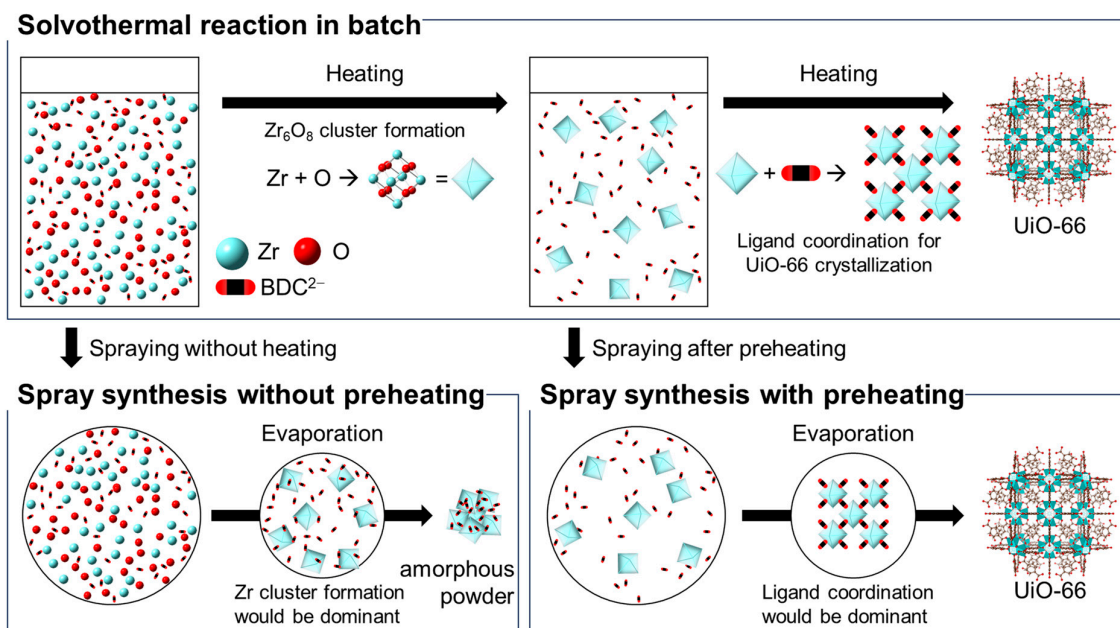 Solvothermal reaction in batch
Heating
Zr₆O₈ cluster formation
Zr + O → =
Zr O
BDC²⁻
Heating
+ →
Ligand coordination for
UiO-66 crystallization
UiO-66
Spraying without heating
Spraying after preheating
Spray synthesis without preheating
Evaporation
Zr cluster formation
would be dominant
amorphous
powder
Spray synthesis with preheating
Evaporation
Ligand coordination
would be dominant
UiO-66